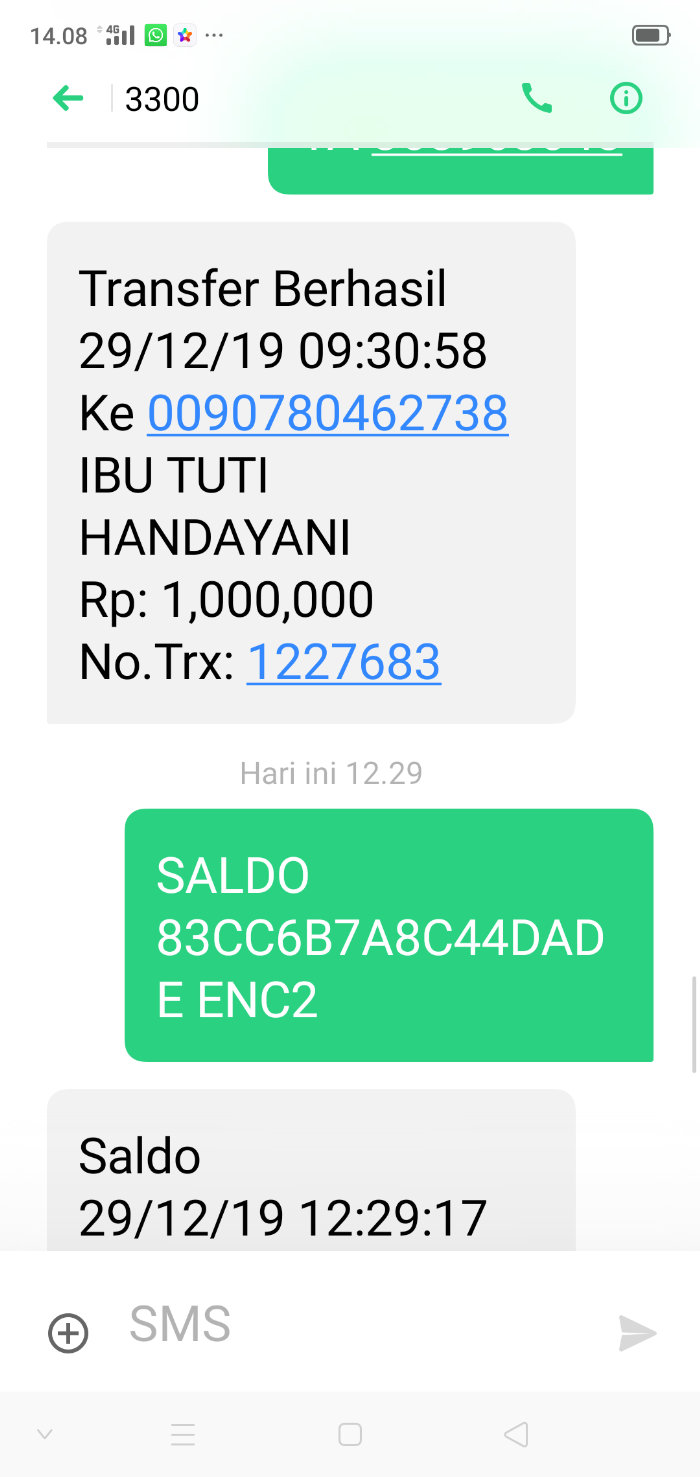 14.08 4G
3300
Transfer Berhasil
29/12/19 09:30:58
Ke 0090780462738
IBU TUTI
HANDAYANI
Rp: 1,000,000
No.Trx: 1227683
Hari ini 12.29
SALDO
83CC6B7A8C44DAD
E ENC2
Saldo
29/12/19 12:29:17
SMS